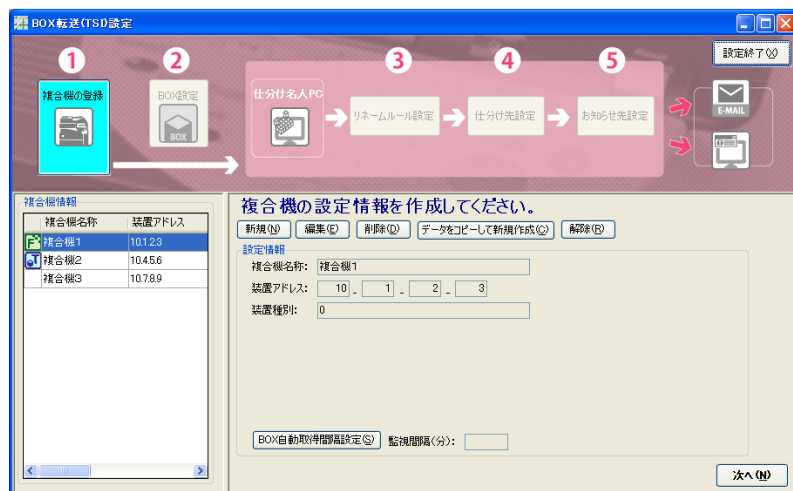 BOX転送(TSI)設定
設定終了(X)
1
2
3
4
5
複合機の登録
BOX設定
BOX
仕分け名人PC
リネームルール設定
仕分け先設定
お知らせ先設定
E-MAIL
複合機情報
複合機名称 装置アドレス
複合機1 10.1.2.3
複合機2 10.4.5.6
複合機3 10.7.8.9
複合機の設定情報を作成してください。
新規(N) 編集(E) 削除(D) データをコピーして新規作成(C) 解除(R)
設定情報
複合機名称: 複合機1
装置アドレス: 10 . 1 . 2 . 3
装置種別: 0
BOX自動取得間隔設定(S) 監視間隔(分):
次へ(N)